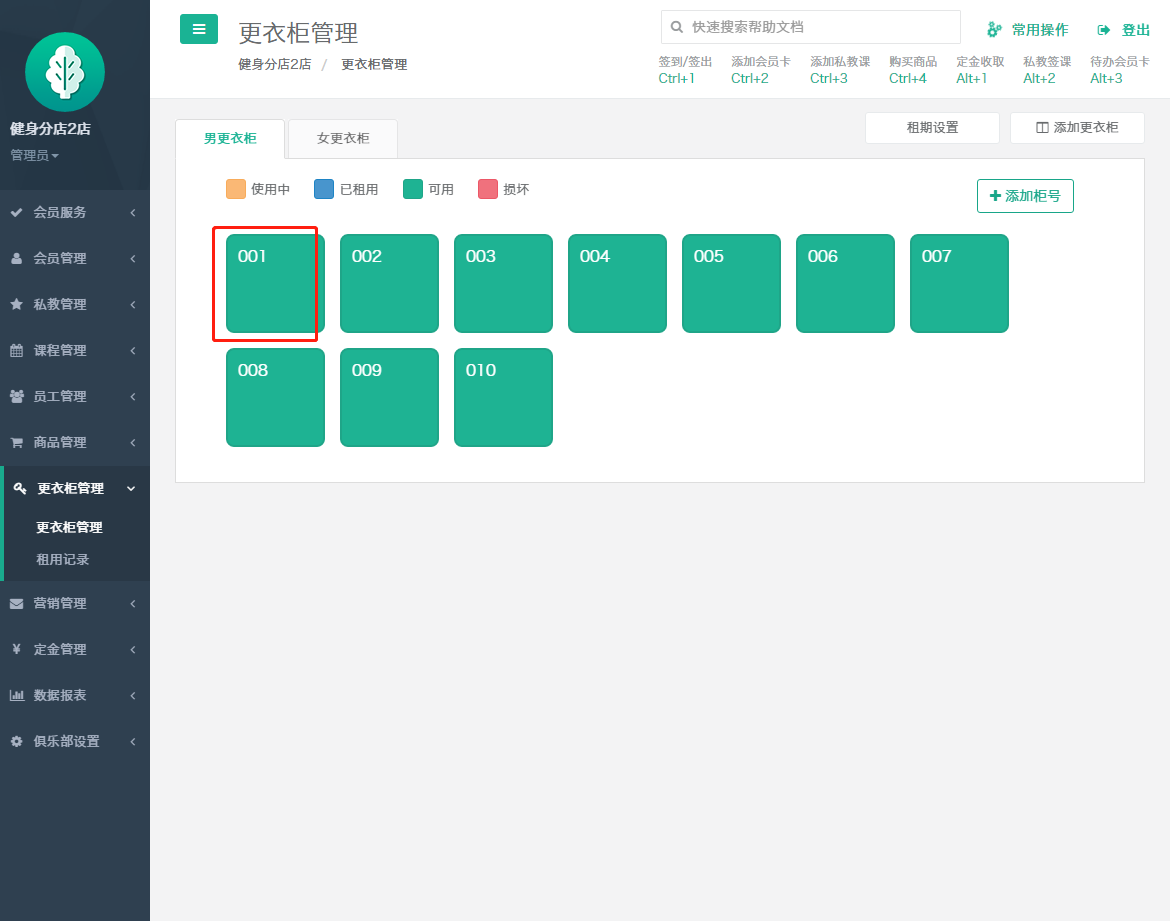 更衣柜管理
快速搜索帮助文档
常用操作
登出
健身分店2店 / 更衣柜管理
签到/签出 添加会员卡 添加私教课 购买商品 定金收取 私教签课 待办会员卡
Ctrl+1 Ctrl+2 Ctrl+3 Ctrl+4 Alt+1 Alt+2 Alt+3
健身分店2店
管理员
会员服务
会员管理
私教管理
课程管理
员工管理
商品管理
更衣柜管理
更衣柜管理
租用记录
营销管理
定金管理
数据报表
俱乐部设置
男更衣柜 女更衣柜
租期设置 添加更衣柜
使用中 已租用 可用 损坏
添加柜号
001 002 003 004 005 006 007
008 009 010